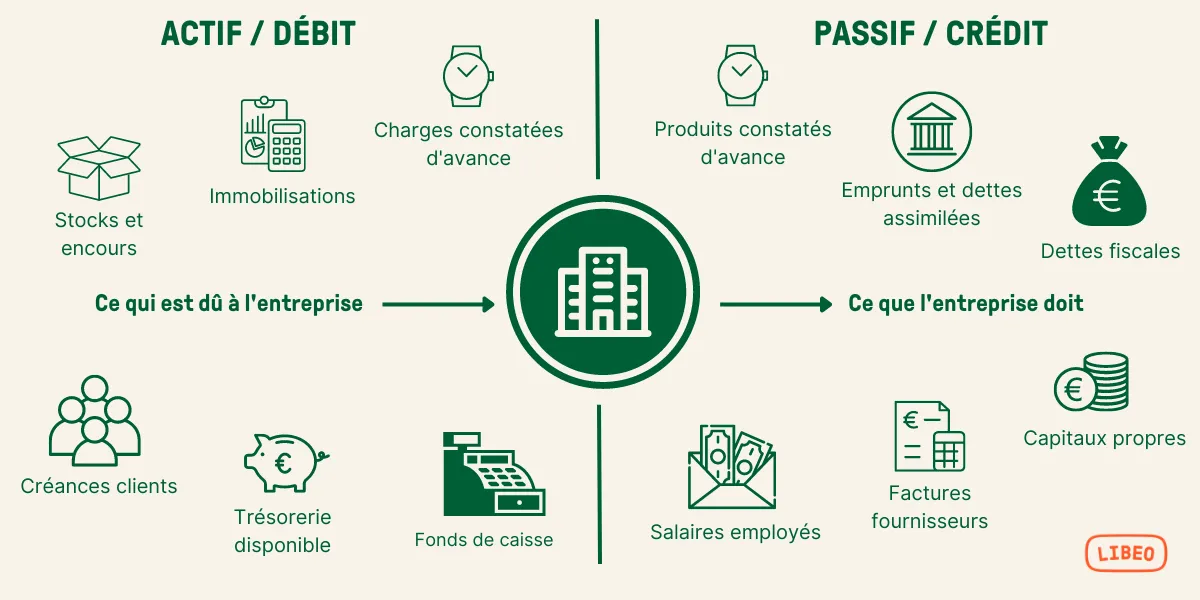 ACTIF / DÉBIT
Charges constatées
d'avance
Immobilisations
Stocks et
encours
Ce qui est dû à l'entreprise
Créances clients
€
Trésorerie
disponible
Fonds de caisse
PASSIF / CRÉDIT
Produits constatés
d'avance
Emprunts et dettes
assimilées
€
Dettes fiscales
Ce que l'entreprise doit
€
Capitaux propres
€
Factures
fournisseurs
Salaires employés
LIBEO